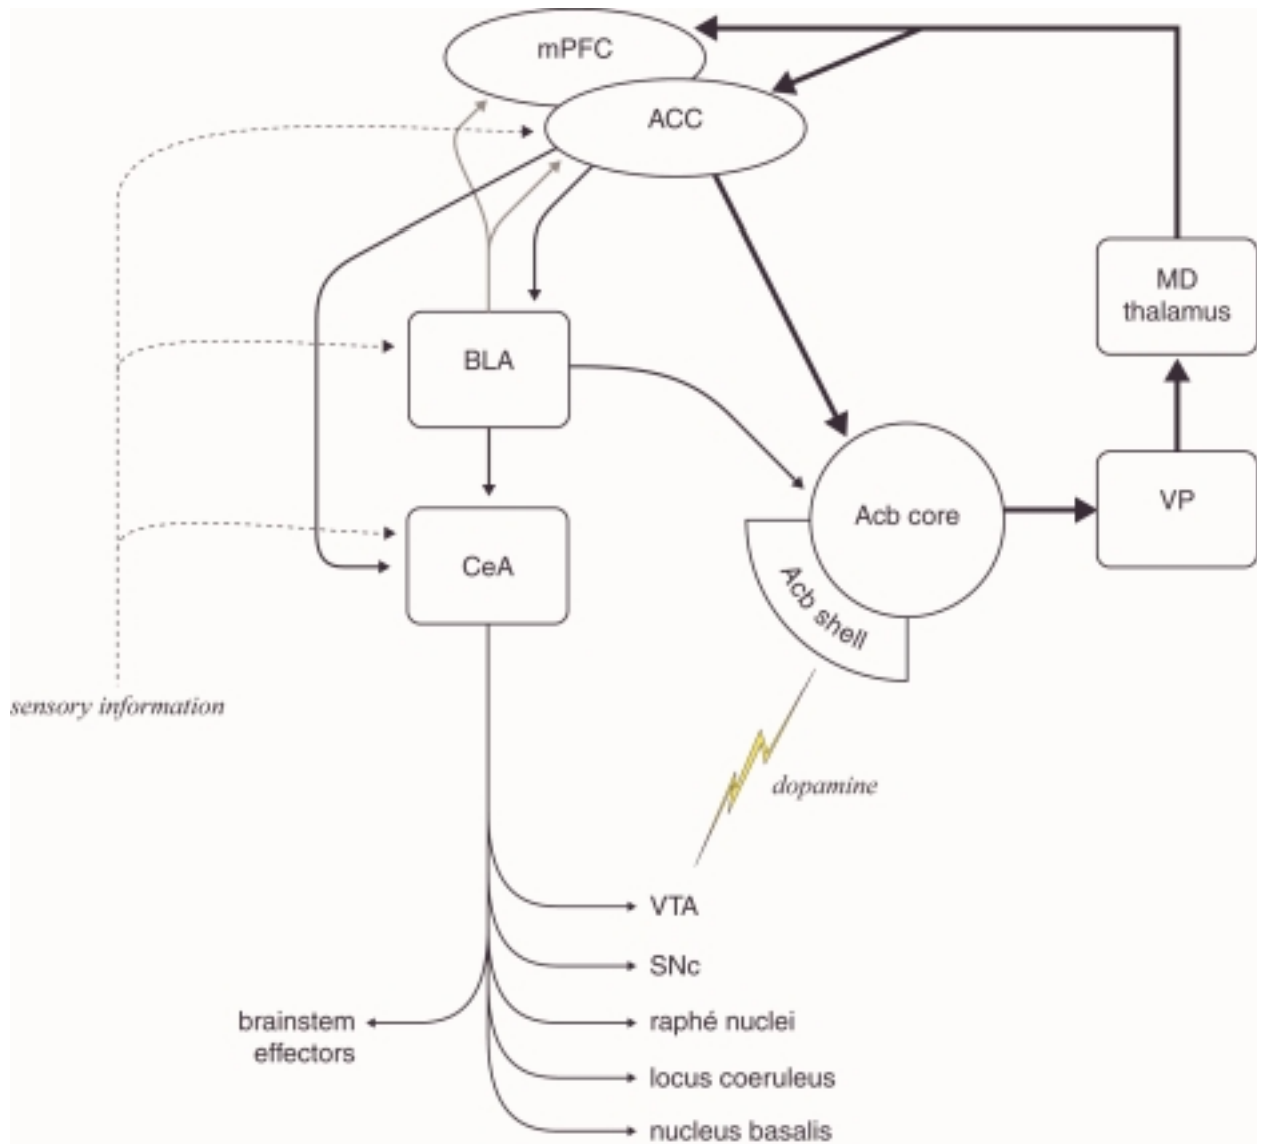 mPFC
ACC
MD
thalamus
BLA
VP
Acb core
CeA
Acb shell
sensory information
dopamine
VTA
SNc
brainstem
effectors
raphé nuclei
locus coeruleus
nucleus basalis